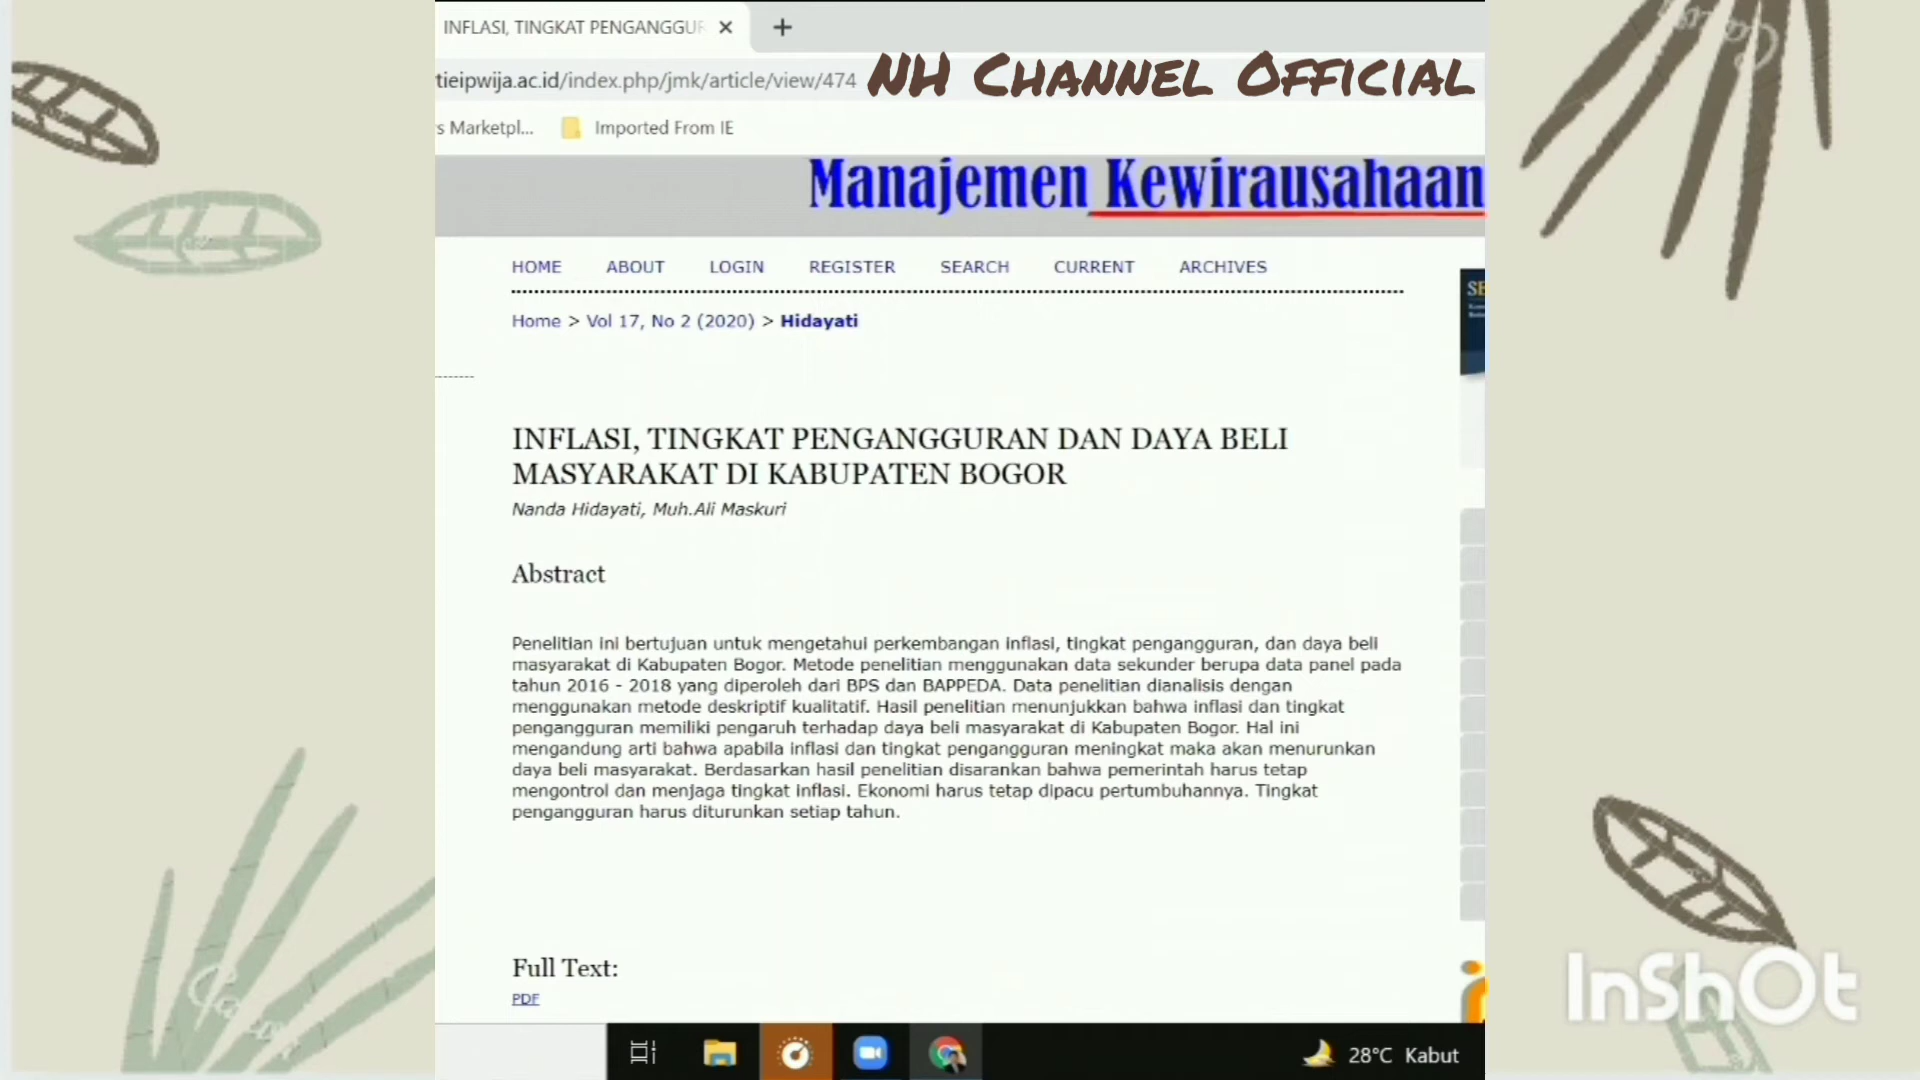 INFLASI, TINGKAT PENGANGGUR
tieipwija.ac.id/index.php/jmk/article/view/474
NH Channel Official
s Marketpl...
Imported From IE
Manajemen Kewirausahaan
HOME ABOUT LOGIN REGISTER SEARCH CURRENT ARCHIVES
Home > Vol 17, No 2 (2020) > Hidayati
INFLASI, TINGKAT PENGANGGURAN DAN DAYA BELI
MASYARAKAT DI KABUPATEN BOGOR
Nanda Hidayati, Muh.Ali Maskuri
Abstract
Penelitian ini bertujuan untuk mengetahui perkembangan inflasi, tingkat pengangguran, dan daya beli
masyarakat di Kabupaten Bogor. Metode penelitian menggunakan data sekunder berupa data panel pada
tahun 2016 - 2018 yang diperoleh dari BPS dan BAPPEDA. Data penelitian dianalisis dengan
menggunakan metode deskriptif kualitatif. Hasil penelitian menunjukkan bahwa inflasi dan tingkat
pengangguran memiliki pengaruh terhadap daya beli masyarakat di Kabupaten Bogor. Hal ini
mengandung arti bahwa apabila inflasi dan tingkat pengangguran meningkat maka akan menurunkan
daya beli masyarakat. Berdasarkan hasil penelitian disarankan bahwa pemerintah harus tetap
mengontrol dan menjaga tingkat inflasi. Ekonomi harus tetap dipacu pertumbuhannya. Tingkat
pengangguran harus diturunkan setiap tahun.
Full Text:
PDF
28°C Kabut
InShOt